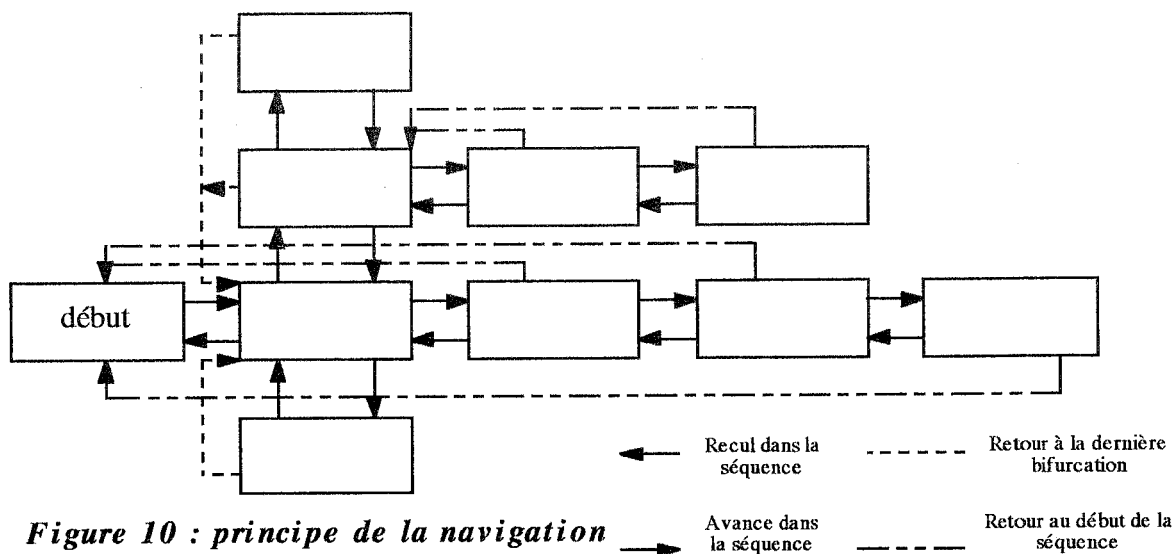 début
Recul dans la
séquence
Retour à la dernière
bifurcation
Figure 10 : principe de la navigation
Avance dans
la séquence
Retour au début de la
séquence